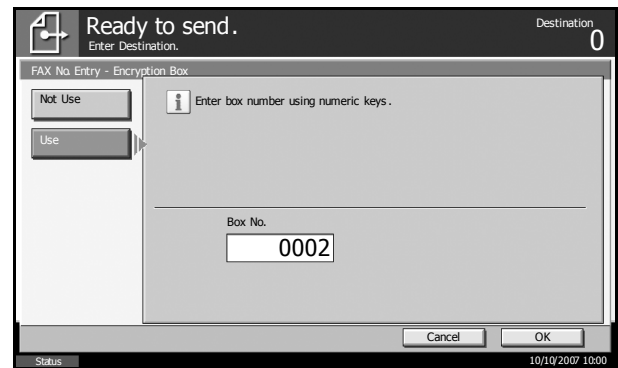 Ready to send.
Destination
Enter Destination.
0
FAX No. Entry - Encryption Box
Not Use
i Enter box number using numeric keys.
Use
Box No.
0002
Cancel
OK
Status
10/10/2007 10:00